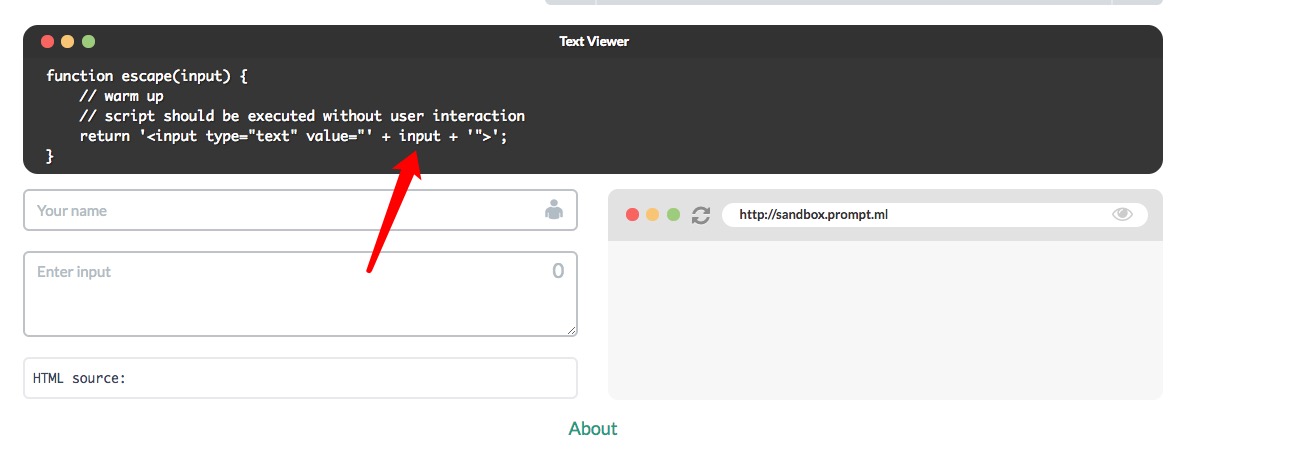 Text Viewer
function escape(input) {
    // warm up
    // script should be executed without user interaction
    return '<input type="text" value="' + input + '">';
}
Your name
http://sandbox.prompt.ml
Enter input 0
HTML source:
About